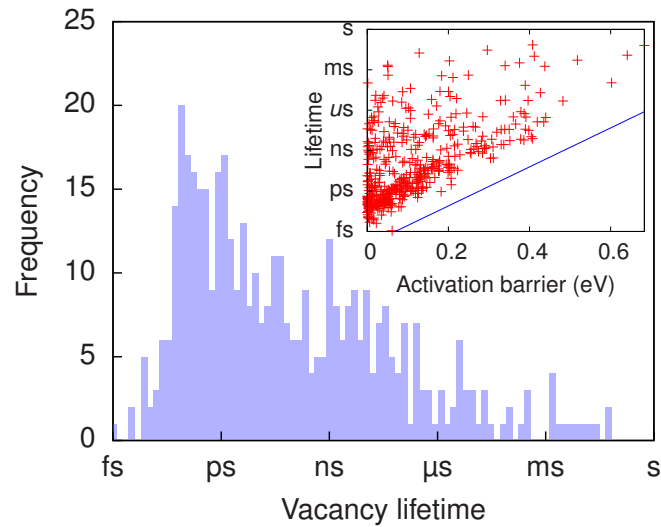 25
20
15
10
5
0
Frequency
fs
ps
ns
μs
ms
s
Vacancy lifetime
s
ms
us
ns
ps
fs
Lifetime
0
0.2
0.4
0.6
Activation barrier (eV)